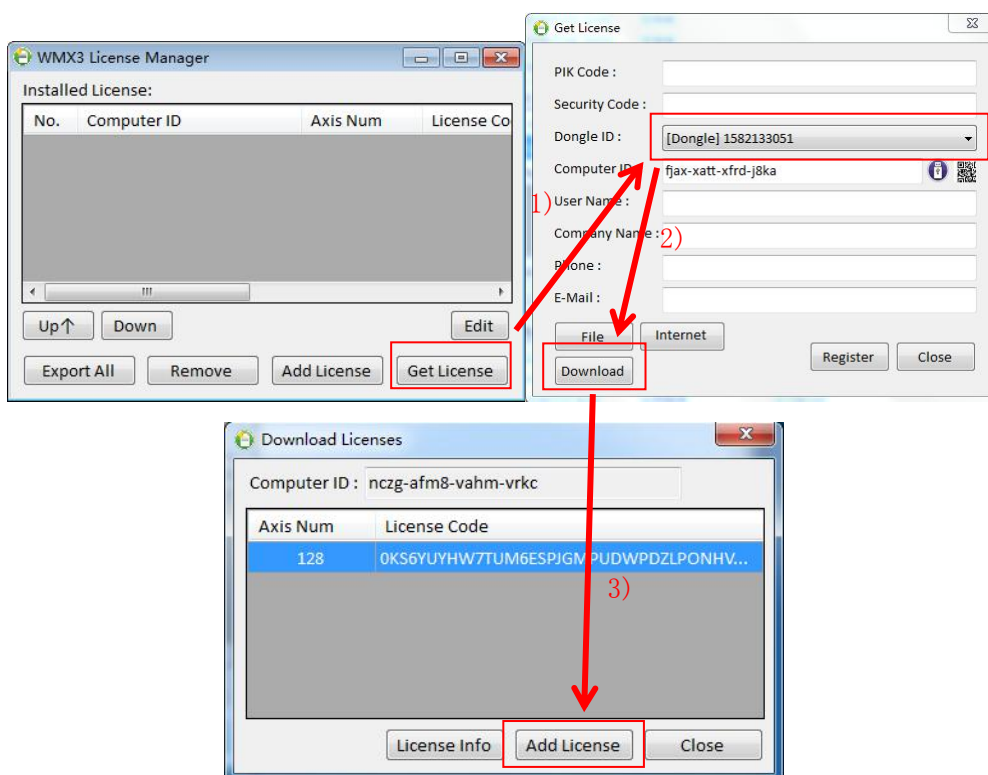 WMX3 License Manager
Installed License:
No. Computer ID Axis Num License Co
Up↑ Down Edit
Export All Remove Add License Get License
1)
Get License
PIK Code :
Security Code :
Dongle ID : [Dongle] 1582133051
Computer ID fjax-xatt-xfrd-j8ka
User Name :
Company Name :
2)
Phone :
E-Mail :
File Internet
Download Register Close
Download Licenses
Computer ID : nczg-afm8-vahm-vrkc
Axis Num License Code
128 0KS6YUYHW7TUM6ESPJGMPUDWPDZLPONHV...
3)
License Info Add License Close